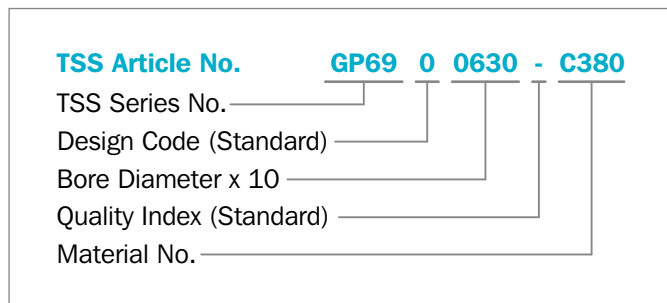 TSS Article No. GP69 0 0630 - C380
TSS Series No.
Design Code (Standard)
Bore Diameter x 10
Quality Index (Standard)
Material No.